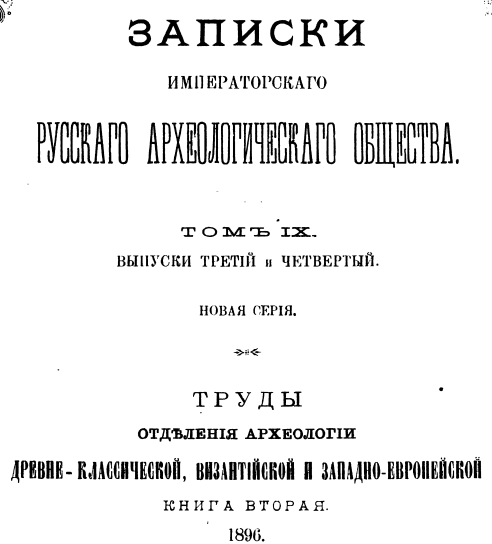 ЗАПИСКИ
ИМПЕРАТОРСКАГО
РУССКАГО АРХЕОЛОГИЧЕСКАГО ОБЩЕСТВА.
ТОМЪ IX.
ВЫПУСКИ ТРЕТІЙ и ЧЕТВЕРТЫЙ.
НОВАЯ СЕРІЯ.
ТРУДЫ
ОТДѢЛЕНІЯ АРХЕОЛОГІИ
ДРЕВНЕ-КЛАССИЧЕСКОЙ, ВИЗАНТІЙСКОЙ И ЗАПАДНО-ЕВРОПЕЙСКОЙ
КНИГА ВТОРАЯ.
1896.